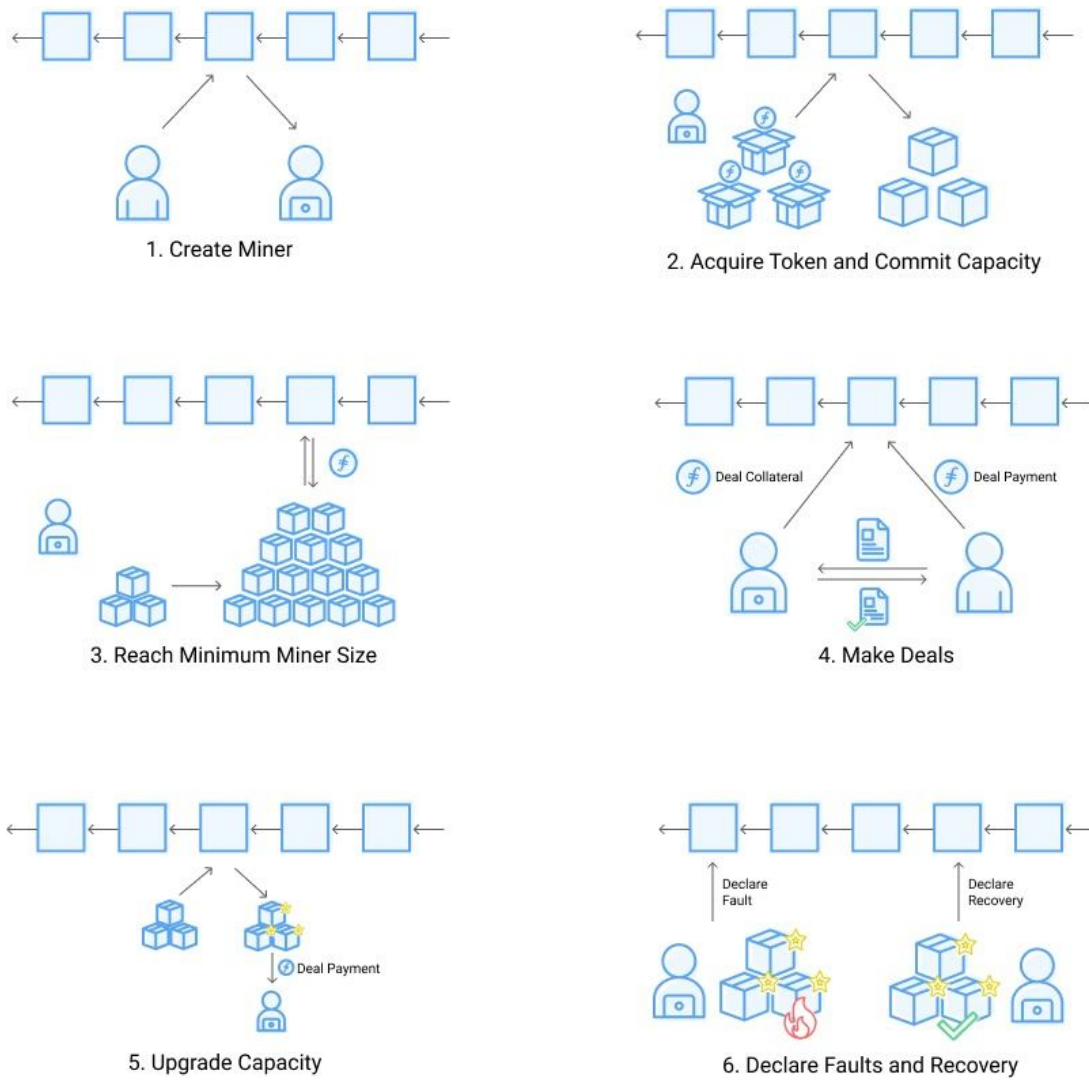 1. Create Miner
2. Acquire Token and Commit Capacity
3. Reach Minimum Miner Size
Deal Collateral
Deal Payment
4. Make Deals
Deal Payment
5. Upgrade Capacity
Declare
Fault
Declare
Recovery
6. Declare Faults and Recovery